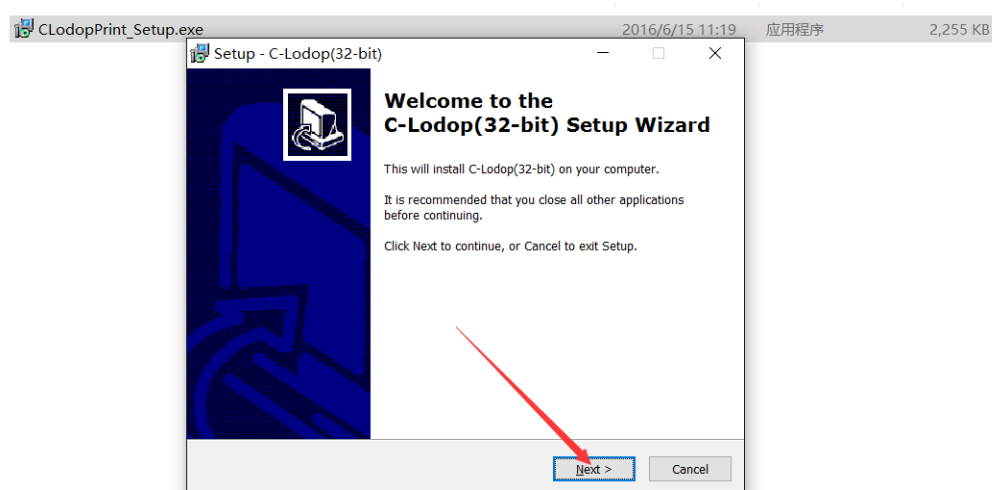 CLodopPrint_Setup.exe 2016/6/15 11:19 应用程序 2,255 KB
Setup - C-Lodop(32-bit)
Welcome to the
C-Lodop(32-bit) Setup Wizard
This will install C-Lodop(32-bit) on your computer.
It is recommended that you close all other applications
before continuing.
Click Next to continue, or Cancel to exit Setup.
Next > Cancel